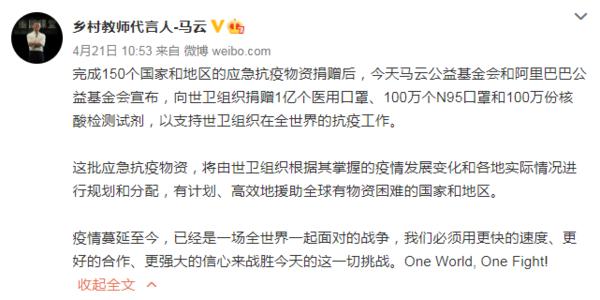 乡村教师代言人-马云
4月21日 10:53 来自 微博 weibo.com
完成150个国家和地区的应急抗疫物资捐赠后，今天马云公益基金会和阿里巴巴公
益基金会宣布，向世卫组织捐赠1亿个医用口罩、100万个N95口罩和100万份核
酸检测试剂，以支持世卫组织在全世界的抗疫工作。
这批应急抗疫物资，将由世卫组织根据其掌握的疫情发展变化和各地实际情况进
行规划和分配，有计划、高效地援助全球有物资困难的国家和地区。
疫情蔓延至今，已经是一场全世界一起面对的战争，我们必须用更快的速度、更
好的合作、更强大的信心来战胜今天的这一切挑战。One World, One Fight!
收起全文